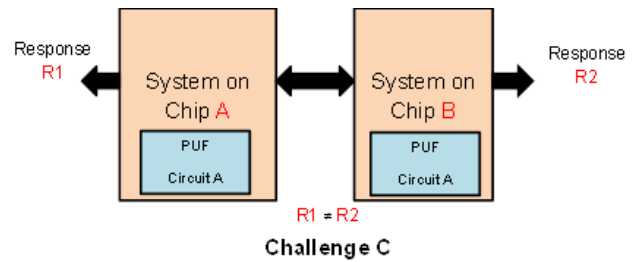 Response
R1
System on
Chip A
PUF
Circuit A
System on
Chip B
PUF
Circuit A
Response
R2
R1 ≠ R2
Challenge C